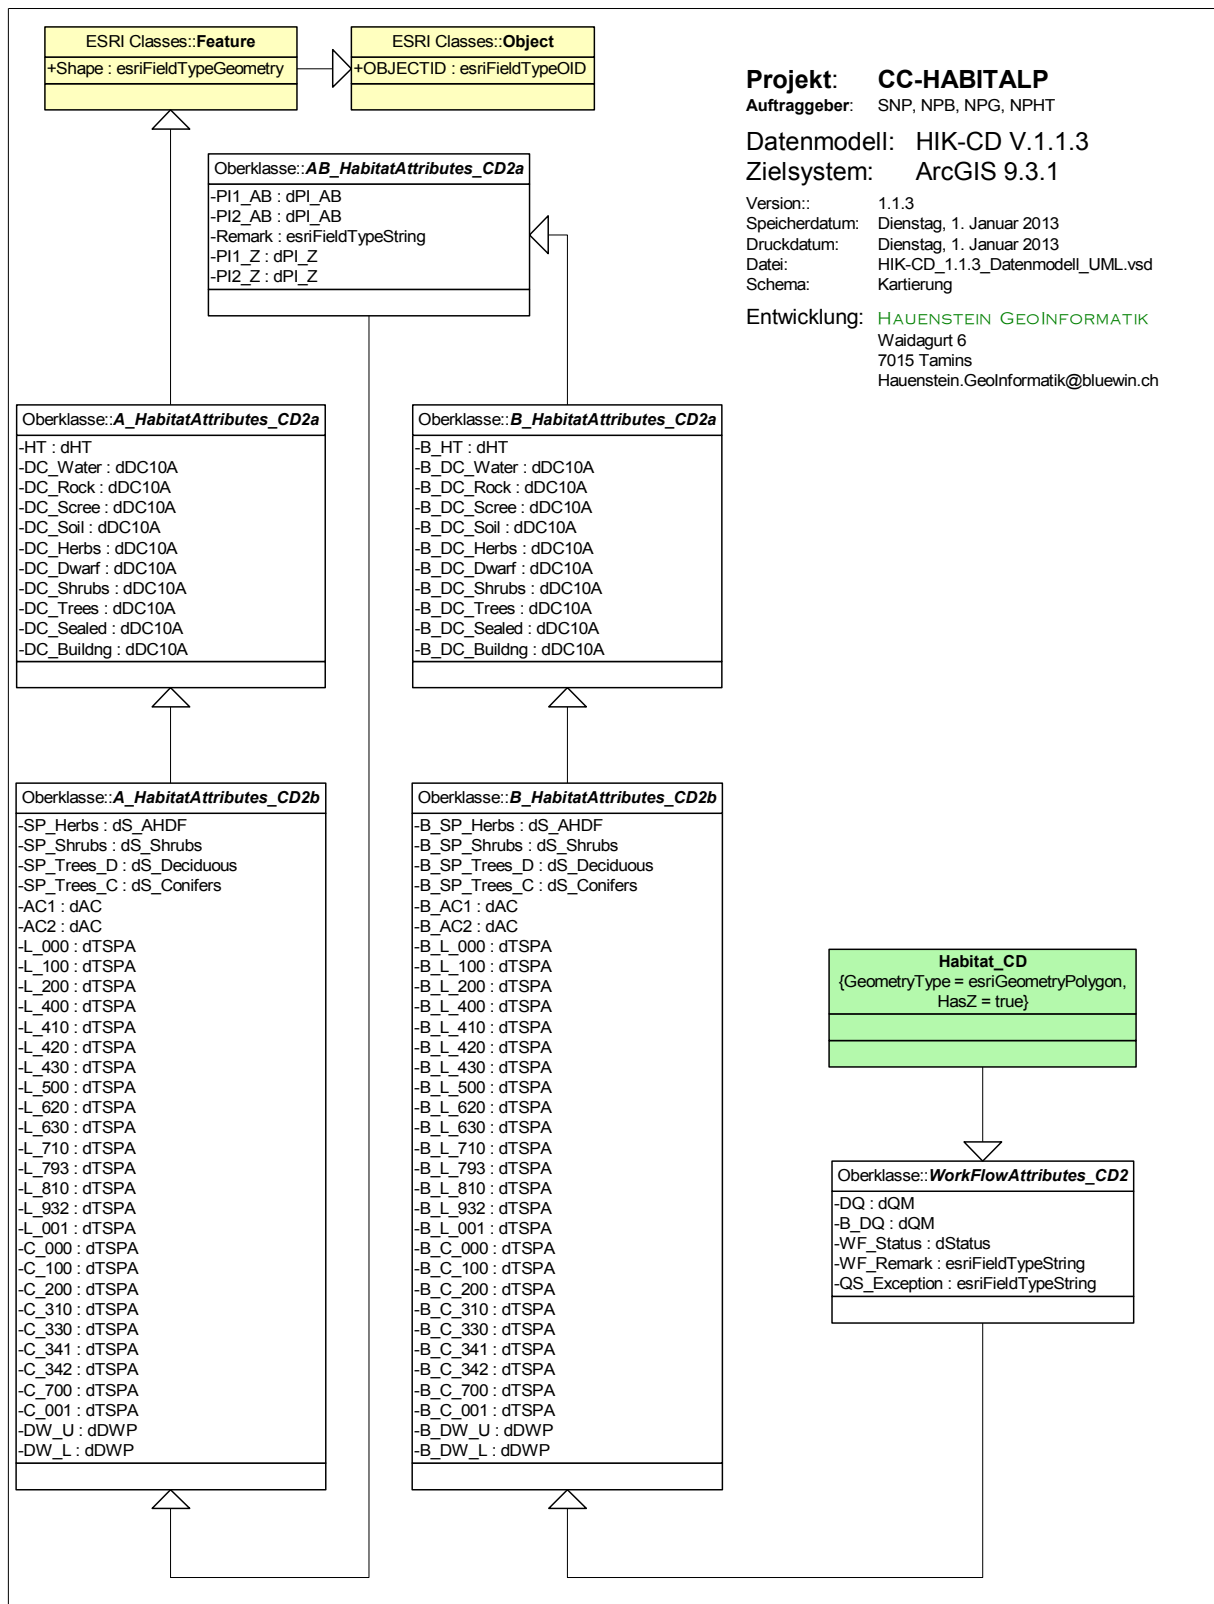 ESRI Classes::Feature
+Shape : esriFieldTypeGeometry
ESRI Classes::Object
+OBJECTID : esriFieldTypeOID
Projekt: CC-HABITALP
Auftraggeber: SNP, NPB, NPG, NPHT
Datenmodell: HIK-CD V.1.1.3
Zielsystem: ArcGIS 9.3.1
Version:: 1.1.3
Speicherdatum: Dienstag, 1. Januar 2013
Druckdatum: Dienstag, 1. Januar 2013
Datei: HIK-CD_1.1.3_Datenmodell_UML.vsd
Schema: Kartierung
Entwicklung: HAUENSTEIN GEOINFORMATIK
Waidagurt 6
7015 Tamins
Hauenstein.GeoInformatik@bluewin.ch
Oberklasse::AB_HabitatAttributes_CD2a
-PI1_AB : dPI_AB
-PI2_AB : dPI_AB
-Remark : esriFieldTypeString
-PI1_Z : dPI_Z
-PI2_Z : dPI_Z
Oberklasse::A_HabitatAttributes_CD2a
-HT : dHT
-DC_Water : dDC10A
-DC_Rock : dDC10A
-DC_Scree : dDC10A
-DC_Soil : dDC10A
-DC_Herbs : dDC10A
-DC_Dwarf : dDC10A
-DC_Shrubs : dDC10A
-DC_Trees : dDC10A
-DC_Sealed : dDC10A
-DC_Buildng : dDC10A
Oberklasse::B_HabitatAttributes_CD2a
-B_HT : dHT
-B_DC_Water : dDC10A
-B_DC_Rock : dDC10A
-B_DC_Scree : dDC10A
-B_DC_Soil : dDC10A
-B_DC_Herbs : dDC10A
-B_DC_Dwarf : dDC10A
-B_DC_Shrubs : dDC10A
-B_DC_Trees : dDC10A
-B_DC_Sealed : dDC10A
-B_DC_Buildng : dDC10A
Oberklasse::A_HabitatAttributes_CD2b
-SP_Herbs : dS_AHDF
-SP_Shrubs : dS_Shrubs
-SP_Trees_D : dS_Deciduous
-SP_Trees_C : dS_Conifers
-AC1 : dAC
-AC2 : dAC
-L_000 : dTSPA
-L_100 : dTSPA
-L_200 : dTSPA
-L_400 : dTSPA
-L_410 : dTSPA
-L_420 : dTSPA
-L_430 : dTSPA
-L_500 : dTSPA
-L_620 : dTSPA
-L_630 : dTSPA
-L_710 : dTSPA
-L_793 : dTSPA
-L_810 : dTSPA
-L_932 : dTSPA
-L_001 : dTSPA
-C_000 : dTSPA
-C_100 : dTSPA
-C_200 : dTSPA
-C_310 : dTSPA
-C_330 : dTSPA
-C_341 : dTSPA
-C_342 : dTSPA
-C_700 : dTSPA
-C_001 : dTSPA
-DW_U : dDWP
-DW_L : dDWP
Oberklasse::B_HabitatAttributes_CD2b
-B_SP_Herbs : dS_AHDF
-B_SP_Shrubs : dS_Shrubs
-B_SP_Trees_D : dS_Deciduous
-B_SP_Trees_C : dS_Conifers
-B_AC1 : dAC
-B_AC2 : dAC
-B_L_000 : dTSPA
-B_L_100 : dTSPA
-B_L_200 : dTSPA
-B_L_400 : dTSPA
-B_L_410 : dTSPA
-B_L_420 : dTSPA
-B_L_430 : dTSPA
-B_L_500 : dTSPA
-B_L_620 : dTSPA
-B_L_630 : dTSPA
-B_L_710 : dTSPA
-B_L_793 : dTSPA
-B_L_810 : dTSPA
-B_L_932 : dTSPA
-B_L_001 : dTSPA
-B_C_000 : dTSPA
-B_C_100 : dTSPA
-B_C_200 : dTSPA
-B_C_310 : dTSPA
-B_C_330 : dTSPA
-B_C_341 : dTSPA
-B_C_342 : dTSPA
-B_C_700 : dTSPA
-B_C_001 : dTSPA
-B_DW_U : dDWP
-B_DW_L : dDWP
Habitat_CD
{GeometryType = esriGeometryPolygon,
HasZ = true}
Oberklasse::WorkFlowAttributes_CD2
-DQ : dQM
-B_DQ : dQM
-WF_Status : dStatus
-WF_Remark : esriFieldTypeString
-QS_Exception : esriFieldTypeString